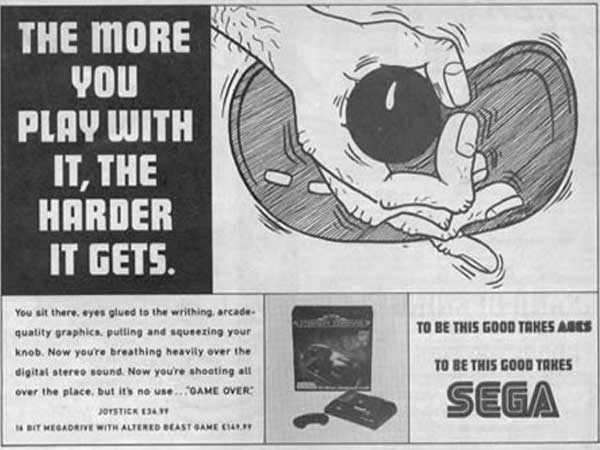 THE MORE
YOU
PLAY WITH
IT, THE
HARDER
IT GETS.
You sit there, eyes glued to the writhing, arcade-
quality graphics, pulling and squeezing your
knob. Now you're breathing heavily over the
digital stereo sound. Now you're shooting all
over the place, but it's no use..."GAME OVER".
JOYSTICK £34.99
16 BIT MEGADRIVE WITH ALTERED BEAST GAME £149.99
TO BE THIS GOOD TAKES AGES
TO BE THIS GOOD TAKES
SEGA